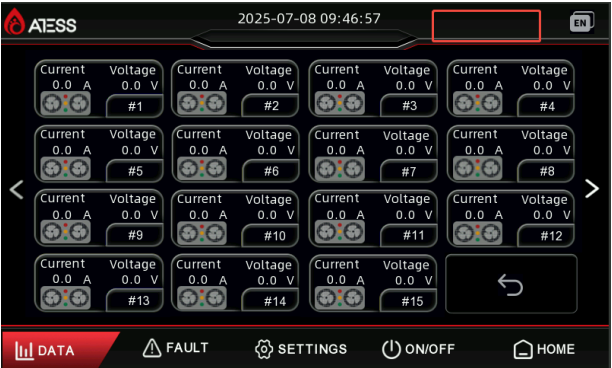 ATESS 2025-07-08 09:46:57 EN
Current Voltage Current Voltage Current Voltage Current Voltage
0.0 A 0.0 V 0.0 A 0.0 V 0.0 A 0.0 V 0.0 A 0.0 V
#1 #2 #3 #4
Current Voltage Current Voltage Current Voltage Current Voltage
0.0 A 0.0 V 0.0 A 0.0 V 0.0 A 0.0 V 0.0 A 0.0 V
#5 #6 #7 #8
Current Voltage Current Voltage Current Voltage Current Voltage
0.0 A 0.0 V 0.0 A 0.0 V 0.0 A 0.0 V 0.0 A 0.0 V
#9 #10 #11 #12
Current Voltage Current Voltage Current Voltage
0.0 A 0.0 V 0.0 A 0.0 V 0.0 A 0.0 V
#13 #14 #15
DATA FAULT SETTINGS ON/OFF HOME